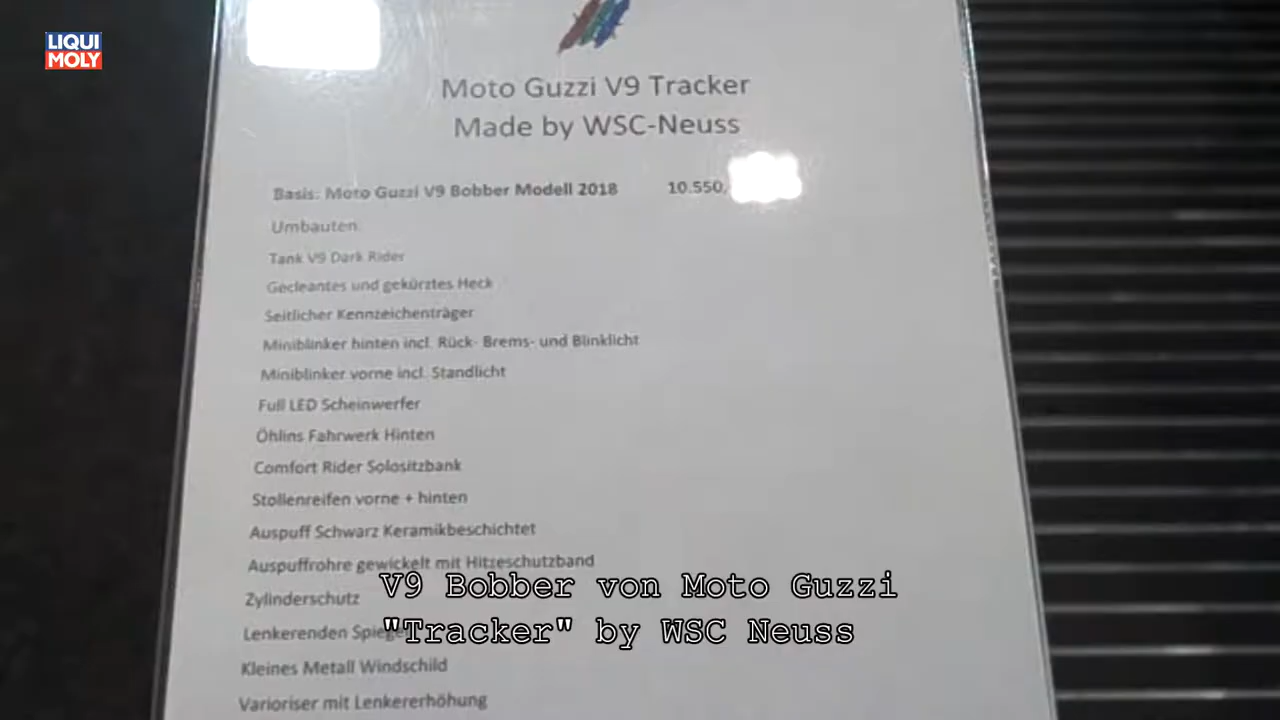 LIQUI
MOLY
Moto Guzzi V9 Tracker
Made by WSC-Neuss
Basis: Moto Guzzi V9 Bobber Modell 2018 10.550,
Umbauten:
Tank V9 Dark Rider
Gecleantes und gekürztes Heck
Seitlicher Kennzeichenträger
Miniblinker hinten incl. Rück- Brems- und Blinklicht
Miniblinker vorne incl. Standlicht
Full LED Scheinwerfer
Öhlins Fahrwerk Hinten
Comfort Rider Solositzbank
Stollenreifen vorne + hinten
Auspuff Schwarz Keramikbeschichtet
Auspuffrohre gewickelt mit Hitzeschutzband
Zylinderschutz
Lenkerenden
Kleines Metall Windschild
Varioriser mit Lenkererhöhung
V9 Bobber von Moto Guzzi
"Tracker" by WSC Neuss